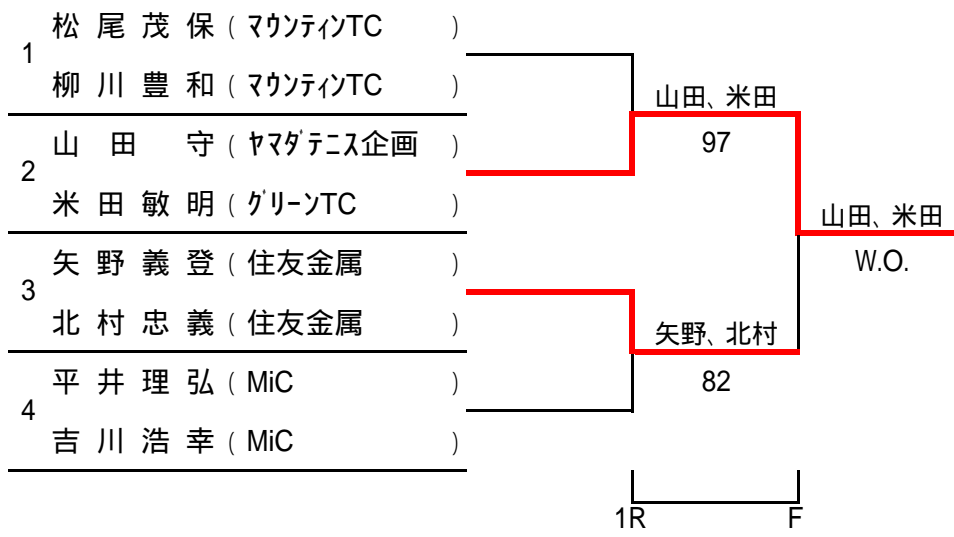 1
松尾茂保(マウンティンTC)
柳川豊和(マウンティンTC)
2
山田 守(ヤマダテニス企画)
米田敏明(グリーンTC)
3
矢野義登(住友金属)
北村忠義(住友金属)
4
平井理弘(MiC)
吉川浩幸(MiC)
山田、米田
97
矢野、北村
82
山田、米田
W.O.
1R F